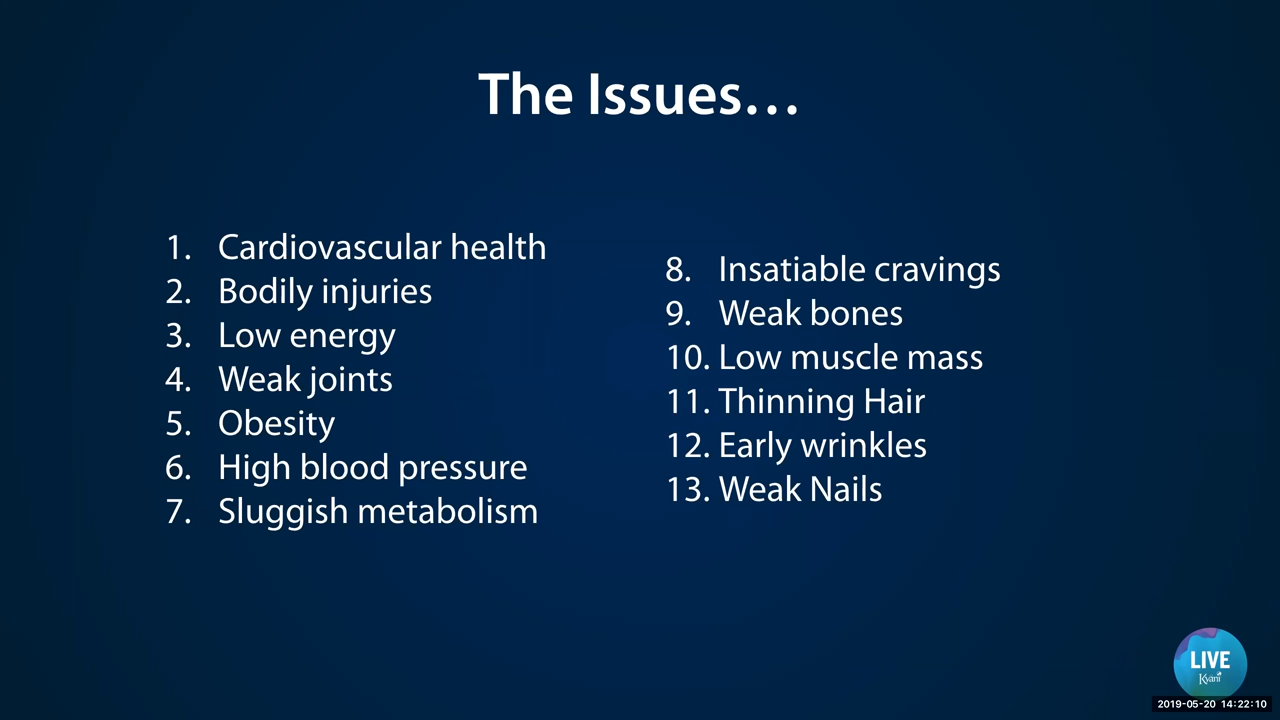 The Issues…
1. Cardiovascular health
2. Bodily injuries
3. Low energy
4. Weak joints
5. Obesity
6. High blood pressure
7. Sluggish metabolism
8. Insatiable cravings
9. Weak bones
10. Low muscle mass
11. Thinning Hair
12. Early wrinkles
13. Weak Nails
LIVE
Kyäni
2019-05-20 14:22:10